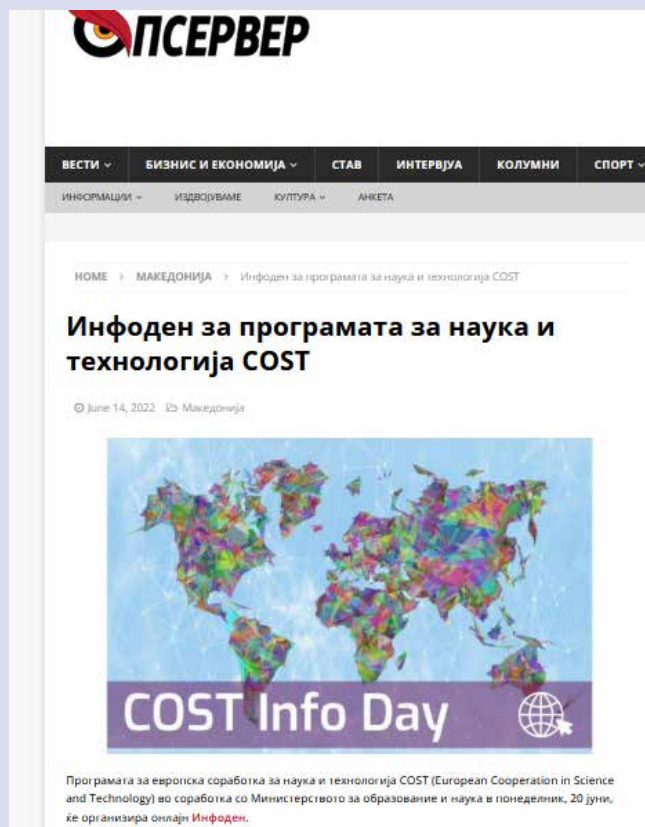 ОПСЕРВЕР
ВЕСТИ
БИЗНИС И ЕКОНОМИЈА
СТАВ
ИНТЕРВЈУА
КОЛУМНИ
СПОРТ
ИНФОРМАЦИИ
ИЗДВОЈУВАМЕ
КУЛТУРА
АНКЕТА
HOME > МАКЕДОНИЈА > Инфоден за програмата за наука и технологија COST
Инфоден за програмата за наука и
технологија COST
June 14, 2022 Македонија
COST Info Day
Програмата за европска соработка за наука и технологија COST (European Cooperation in Science
and Technology) во соработка со Министерството за образование и наука в понеделник, 20 јуни,
ќе организира онлајн Инфоден.